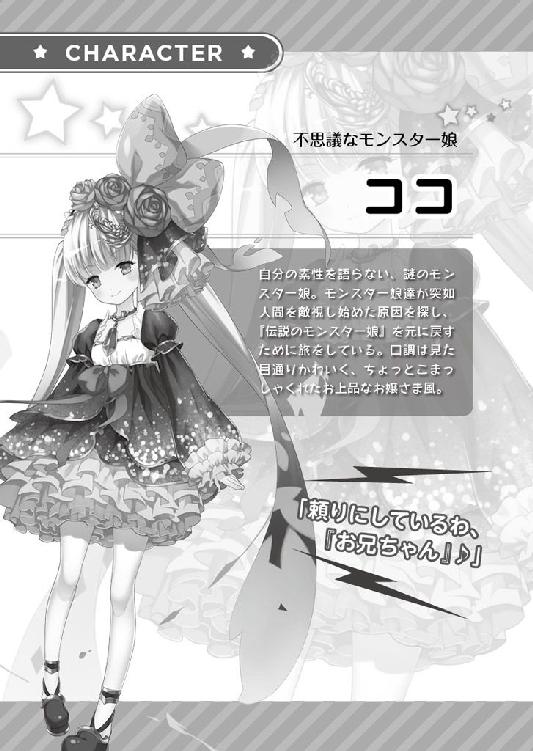 ★ CHARACTER ★
不思議なモンスター娘
ココ
自分の素性を語らない、謎のモン
スター娘。モンスター娘達が突如
人間を敵視し始めた原因を探し、
『伝説のモンスター娘』を元に戻す
ために旅をしている。口調は見た
目通りかわいく、ちょっとこまっ
しゃくれたお上品なお嬢さま風。
「頼りにしているわ、
『お兄ちゃん』♪」